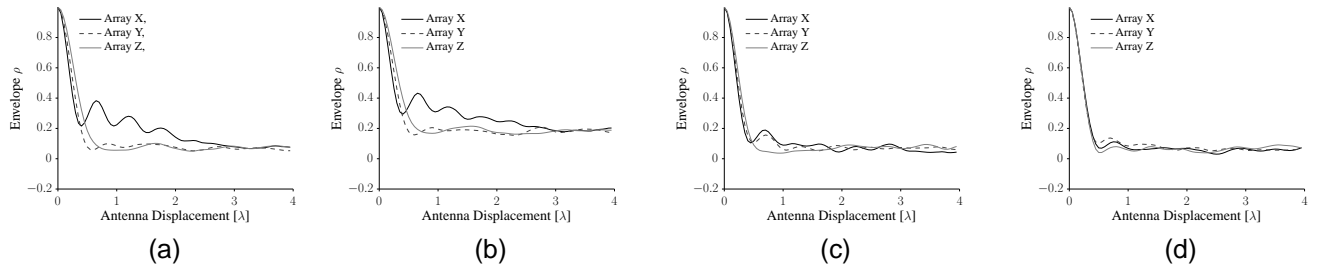 1
0.8
0.6
0.4
0.2
0
−0.2
Envelope ρ
Array X,
Array Y,
Array Z,
0 1 2 3 4
Antenna Displacement [λ]
(a)
1
0.8
0.6
0.4
0.2
0
−0.2
Envelope ρ
Array X
Array Y
Array Z
0 1 2 3 4
Antenna Displacement [λ]
(b)
1
0.8
0.6
0.4
0.2
0
−0.2
Envelope ρ
Array X
Array Y
Array Z
0 1 2 3 4
Antenna Displacement [λ]
(c)
1
0.8
0.6
0.4
0.2
0
−0.2
Envelope ρ
Array X
Array Y
Array Z
0 1 2 3 4
Antenna Displacement [λ]
(d)